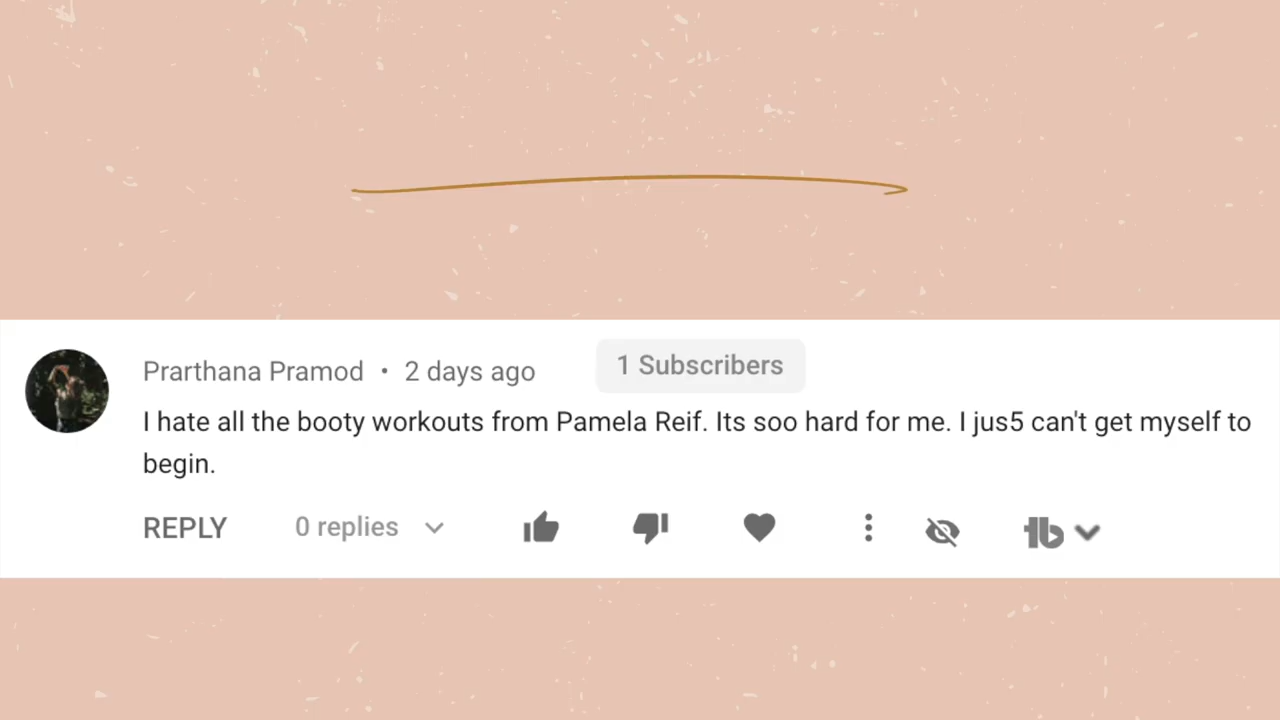 Prarthana Pramod • 2 days ago 1 Subscribers
I hate all the booty workouts from Pamela Reif. Its soo hard for me. I jus5 can't get myself to
begin.
REPLY 0 replies tb